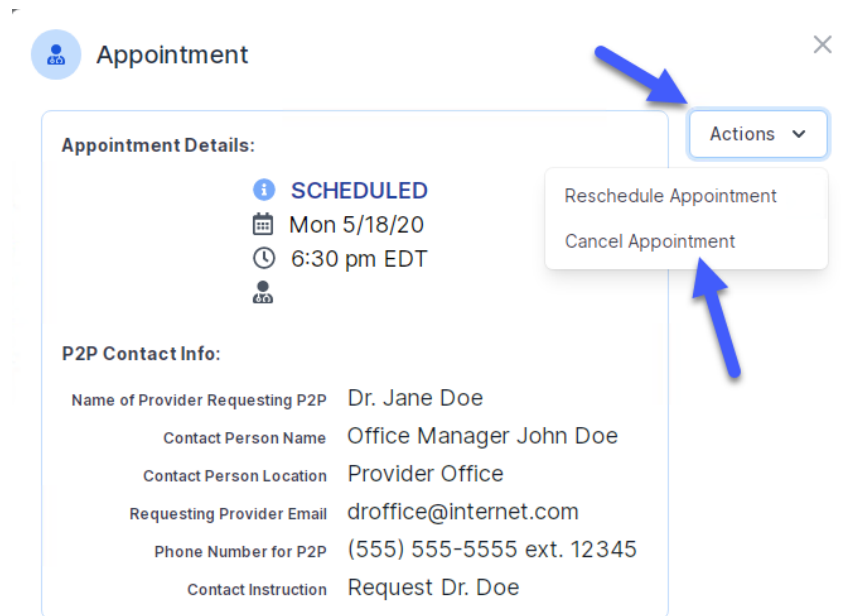 Appointment
Actions
Appointment Details:
SCHEDULED
Reschedule Appointment
Mon 5/18/20
Cancel Appointment
6:30 pm EDT
P2P Contact Info:
Name of Provider Requesting P2P Dr. Jane Doe
Contact Person Name Office Manager John Doe
Contact Person Location Provider Office
Requesting Provider Email droffice@internet.com
Phone Number for P2P (555) 555-5555 ext. 12345
Contact Instruction Request Dr. Doe